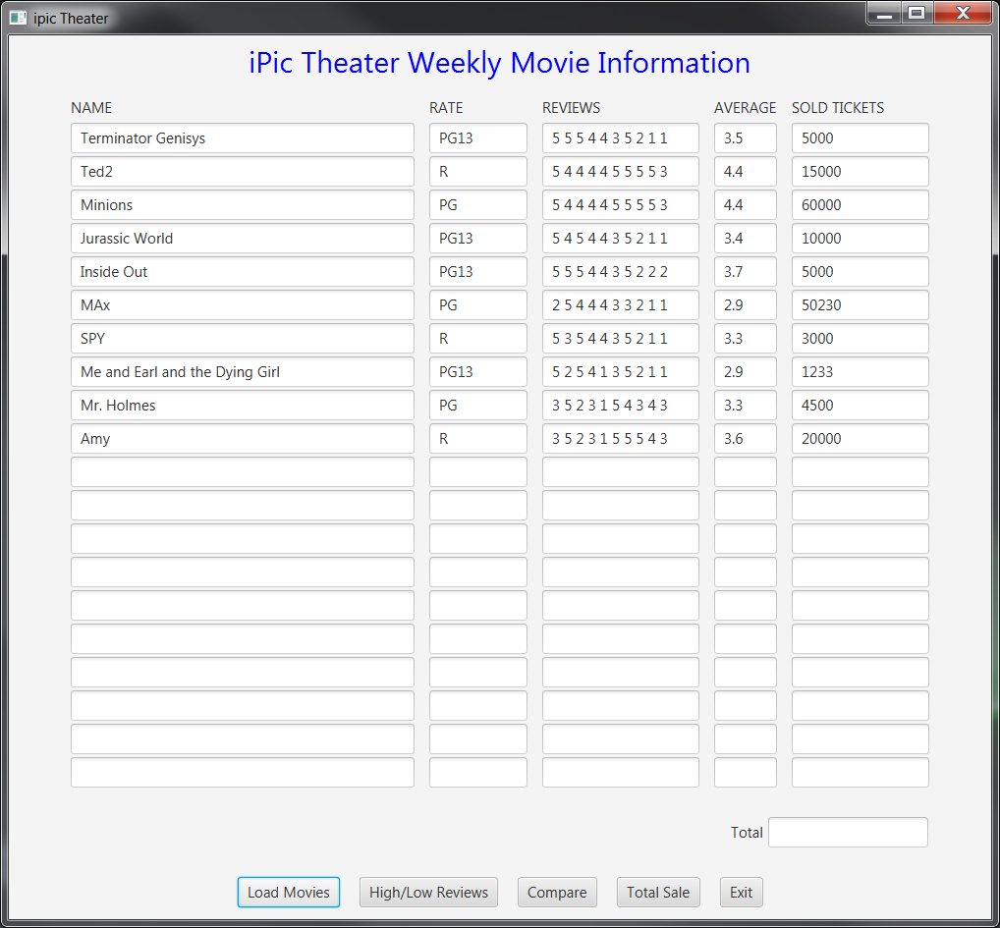 ipic Theater
iPic Theater Weekly Movie Information
NAME RATE REVIEWS AVERAGE SOLD TICKETS
Terminator Genisys PG13 5 5 5 4 4 3 5 2 1 1 3.5 5000
Ted2 R 5 4 4 4 4 5 5 5 5 3 4.4 15000
Minions PG 5 4 4 4 4 5 5 5 5 3 4.4 60000
Jurassic World PG13 5 4 5 4 4 3 5 2 1 1 3.4 10000
Inside Out PG13 5 5 5 4 4 3 5 2 2 2 3.7 5000
MAx PG 2 5 4 4 4 3 3 2 1 1 2.9 50230
SPY R 5 3 5 4 4 3 5 2 1 1 3.3 3000
Me and Earl and the Dying Girl PG13 5 2 5 4 1 3 5 2 1 1 2.9 1233
Mr. Holmes PG 3 5 2 3 1 5 4 3 4 3 3.3 4500
Amy R 3 5 2 3 1 5 5 5 4 3 3.6 20000
Total
Load Movies High/Low Reviews Compare Total Sale Exit